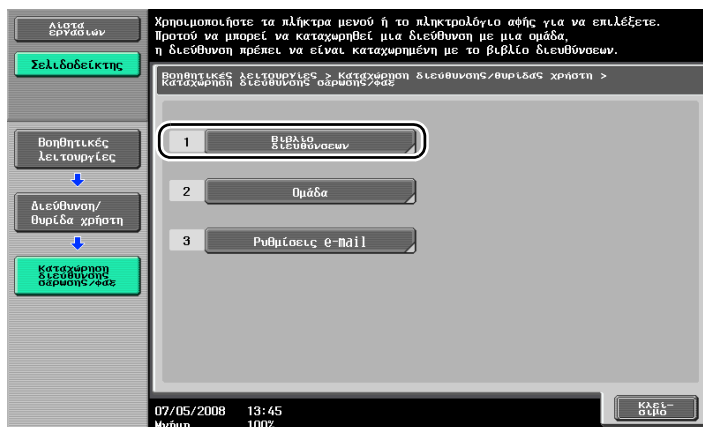 Λίστα
εργασιών
Σελιδοδείκτης
Βοηθητικές
λειτουργίες
Διεύθυνση/
θυρίδα χρήστη
Καταχώρηση
διεύθυνσης
σάρωσης/φαξ
Χρησιμοποιήστε τα πλήκτρα μενού ή το πληκτρολόγιο αφής για να επιλέξετε.
Προτού να μπορεί να καταχωρηθεί μια διεύθυνση με μια ομάδα,
η διεύθυνση πρέπει να είναι καταχωρημένη με το βιβλίο διευθύνσεων.
Βοηθητικές λειτουργίες > Καταχώρηση διεύθυνσης/θυρίδας χρήστη >
Καταχώρηση διεύθυνσης σάρωσης/φαξ
1 Βιβλίο
διευθύνσεων
2 Ομάδα
3 Ρυθμίσεις e-mail
07/05/2008 13:45
Μνήμη 100%
Κλεί-
σιμο